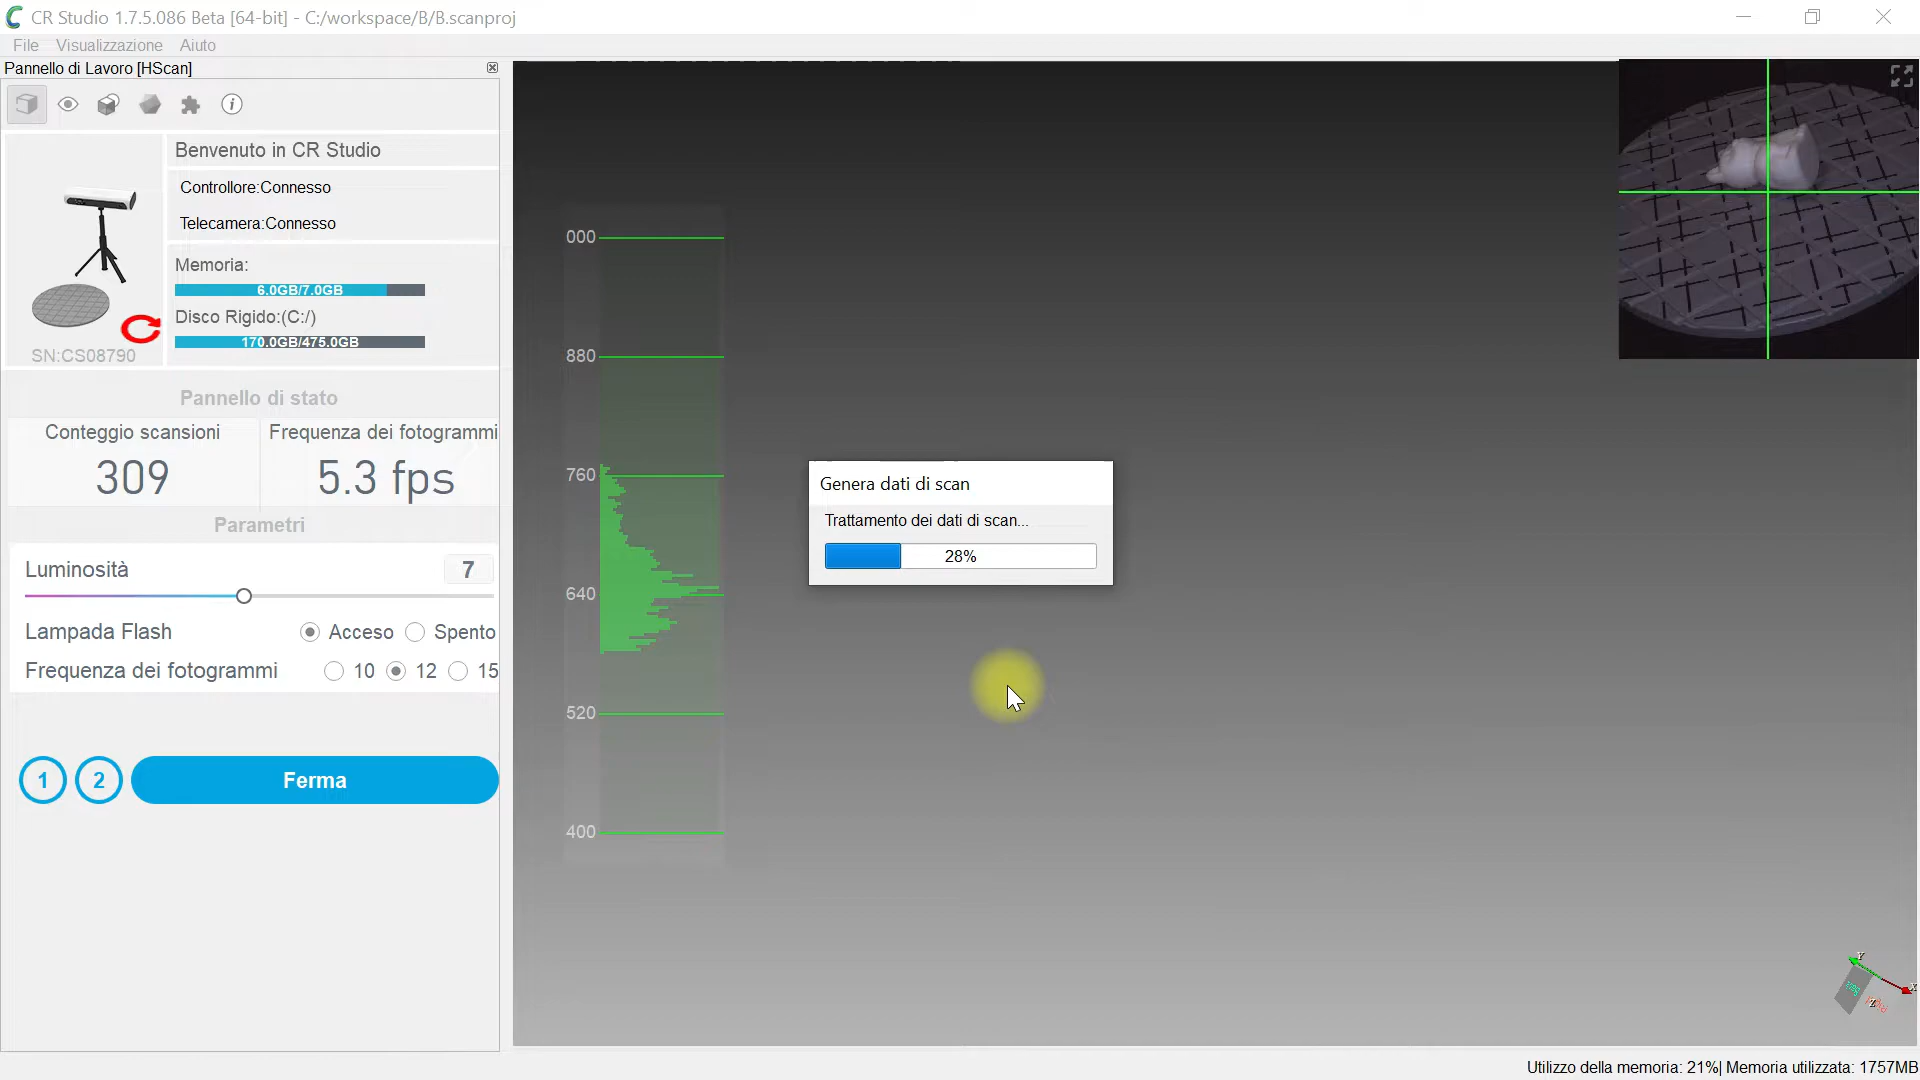 CR Studio 1.7.5.086 Beta [64-bit] - C:/workspace/B/B.scanproj
File Visualizzazione Aiuto
Pannello di Lavoro [HScan]
Benvenuto in CR Studio
Controllore:Connesso
Telecamera:Connesso
Memoria:
6.0GB/7.0GB
Disco Rigido:(C:/)
170.0GB/475.0GB
SN:CS08790
Pannello di stato
Conteggio scansioni
309
Frequenza dei fotogrammi
5.3 fps
Parametri
Luminosità 7
Lampada Flash Acceso Spento
Frequenza dei fotogrammi 10 12 15
1 2 Ferma
000
880
760
640
520
400
Genera dati di scan
Trattamento dei dati di scan...
28%
Y
X
Z
Utilizzo della memoria: 21%| Memoria utilizzata: 1757MB